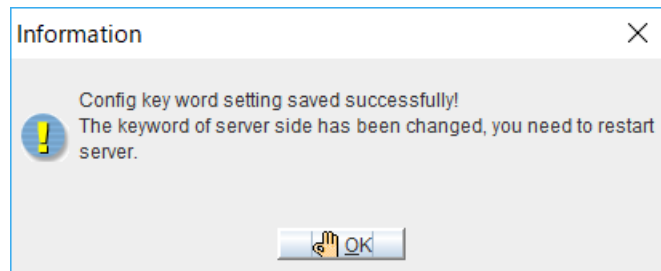 Information
Config key word setting saved successfully!
The keyword of server side has been changed, you need to restart
server.
OK